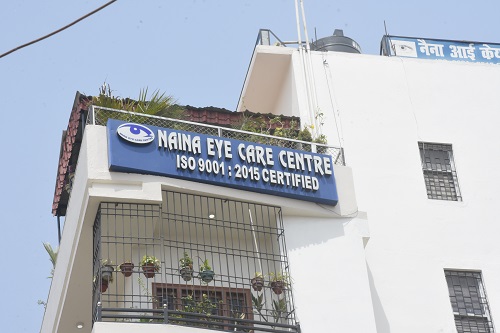 NAINA EYE CARE CENTRE
ISO 9001 : 2015 CERTIFIED
नैना आई केय